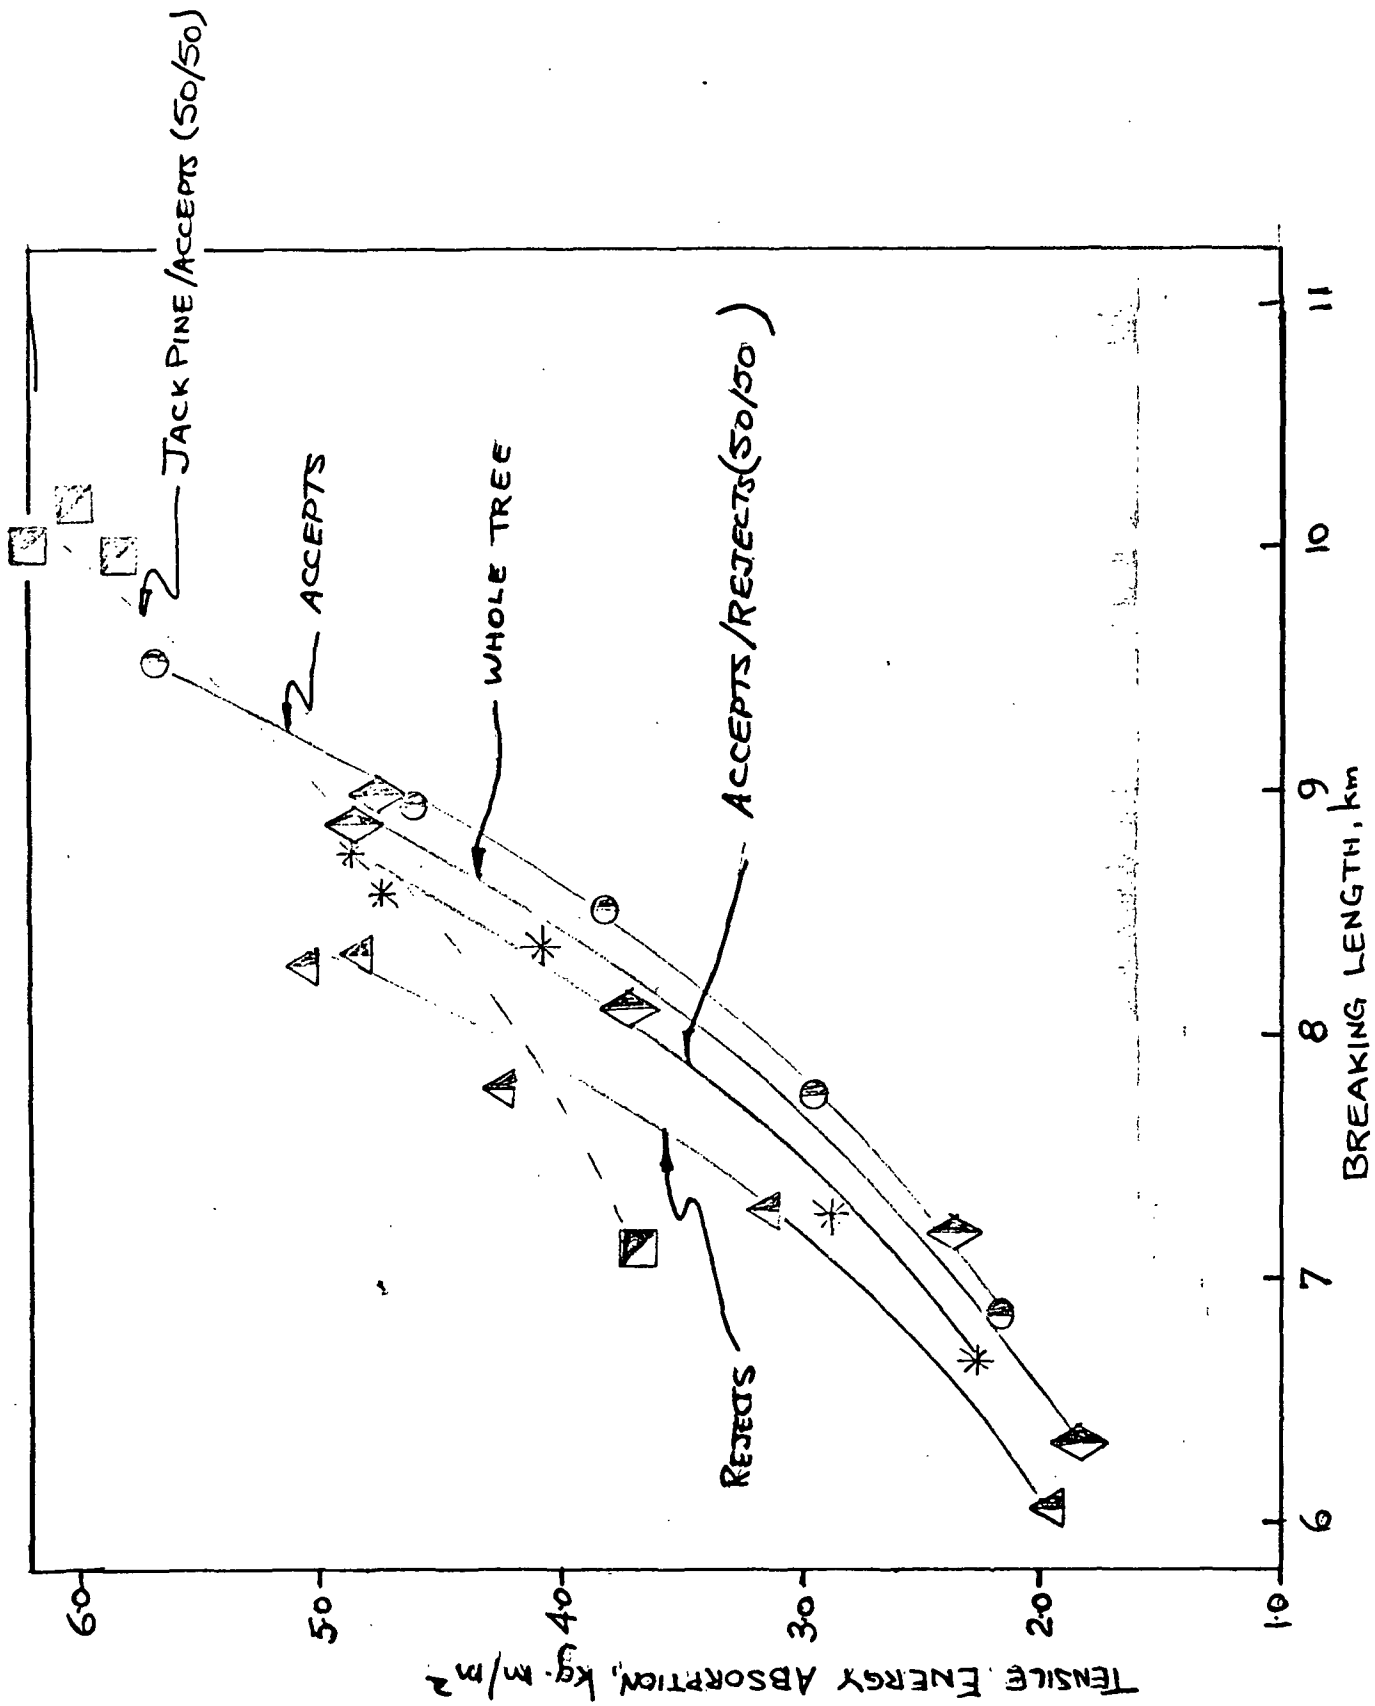 JACK PINE/ACCEPTS (50/50)
ACCEPTS
WHOLE TREE
ACCEPTS/REJECTS (50/50)
REJECTS
TENSILE ENERGY ABSORPTION, kg. m/m²
6.0
5.0
4.0
3.0
2.0
1.0
6
7
8
9
10
11
BREAKING LENGTH, km